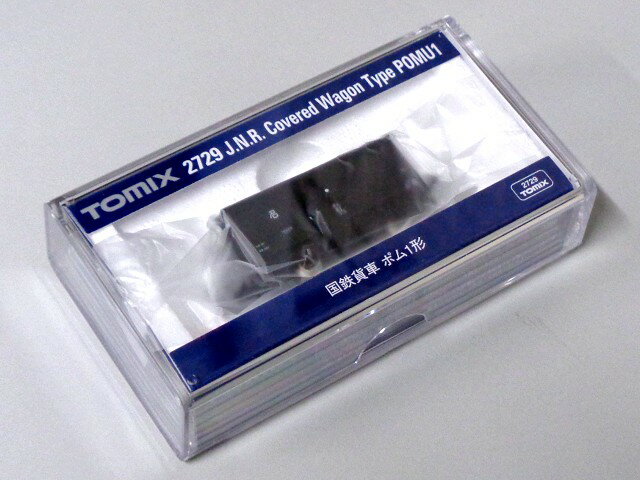 TOMIX 2729 J.N.R. Covered Wagon Type POMU1
2729
TOMIX
国鉄貨車 ポム1形